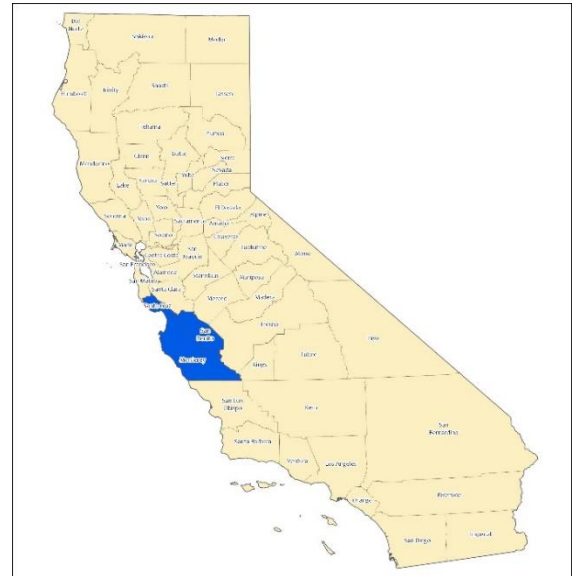 Del
Norte
Siskiyou
Modoc
Humboldt
Trinity
Shasta
Lassen
Tehama
Plumas
Mendocino
Glenn
Butte
Sierra
Nevada
Lake
Colusa
Sutter
Yuba
Placer
Sonoma
Napa
Yolo
El Dorado
Sacramento
Amador
Alpine
Solano
Calaveras
Tuolumne
Marin
Contra Costa
San
Joaquin
Mono
San Francisco
Alameda
San Mateo
Santa Clara
Stanislaus
Mariposa
Merced
Madera
Santa Cruz
San
Benito
Fresno
Monterey
Kings
Tulare
Inyo
San Luis
Obispo
Kern
San
Bernardino
Santa Barbara
Ventura
Los Angeles
Orange
Riverside
San Diego
Imperial